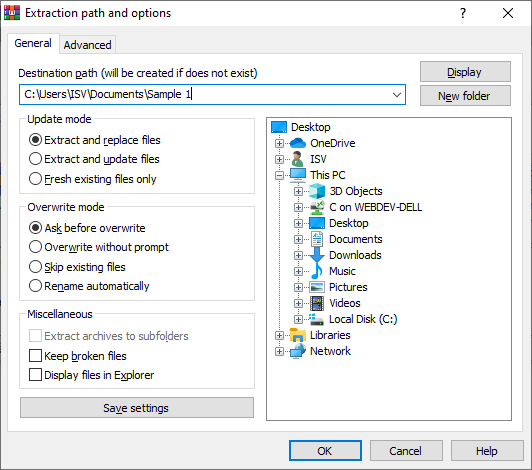 Extraction path and options
General
Advanced
Destination path (will be created if does not exist)
C:\Users\ISV\Documents\Sample 1
Display
New folder
Update mode
Extract and replace files
Extract and update files
Fresh existing files only
Overwrite mode
Ask before overwrite
Overwrite without prompt
Skip existing files
Rename automatically
Miscellaneous
Extract archives to subfolders
Keep broken files
Display files in Explorer
Save settings
Desktop
OneDrive
ISV
This PC
3D Objects
C on WEBDEV-DELL
Desktop
Documents
Downloads
Music
Pictures
Videos
Local Disk (C:)
Libraries
Network
OK
Cancel
Help